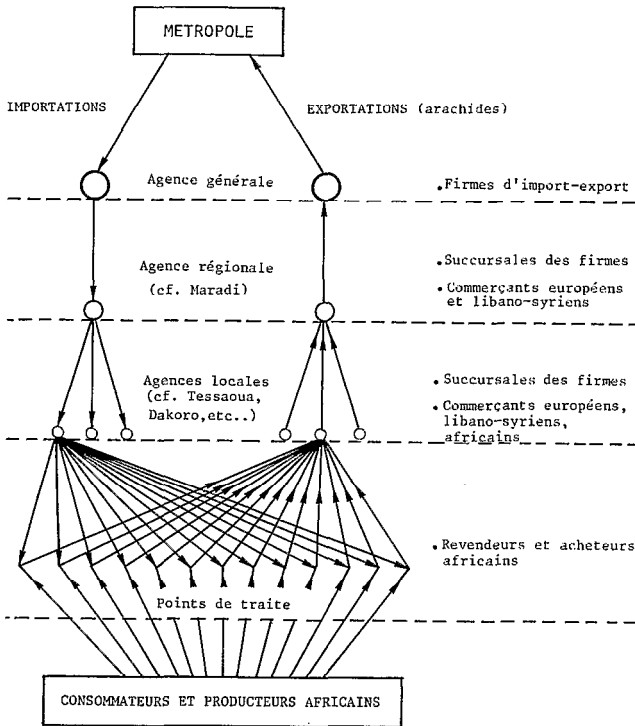 METROPOLE
IMPORTATIONS
EXPORTATIONS (arachides)
Agence générale
.Firmes d'import-export
Agence régionale
(cf. Maradi)
.Succursales des firmes
.Commerçants européens
et libano-syriens
Agences locales
(cf. Tessaoua,
Dakoro,etc..)
.Succursales des firmes
.Commerçants européens,
libano-syriens,
africains
.Revendeurs et acheteurs
africains
Points de traite
CONSOMMATEURS ET PRODUCTEURS AFRICAINS